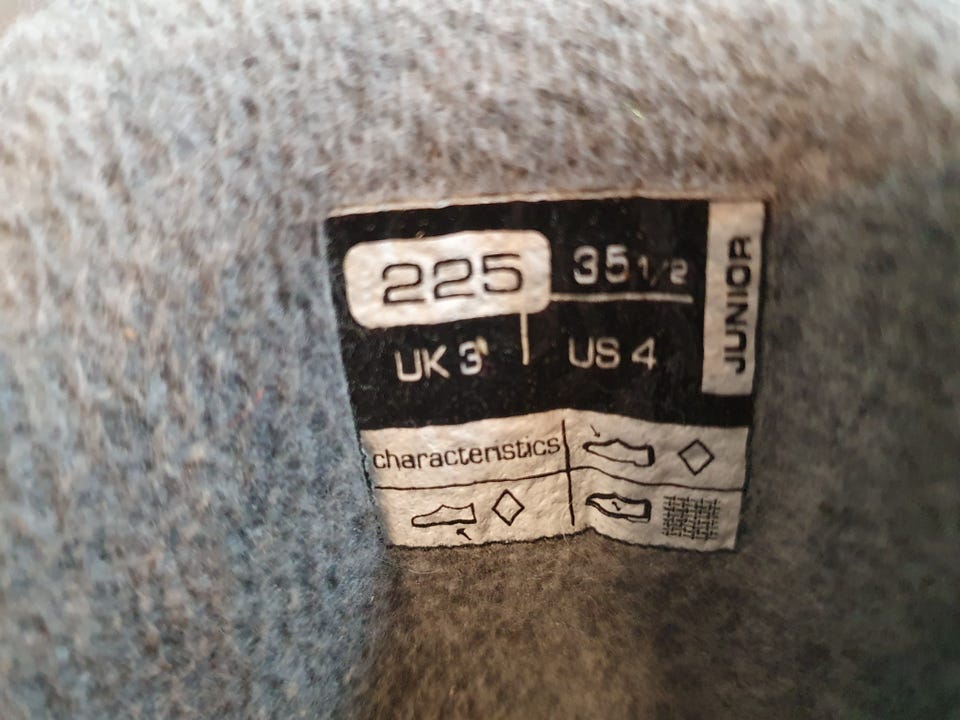 225
35 1/2
UK 3
US 4
JUNIOR
characteristics